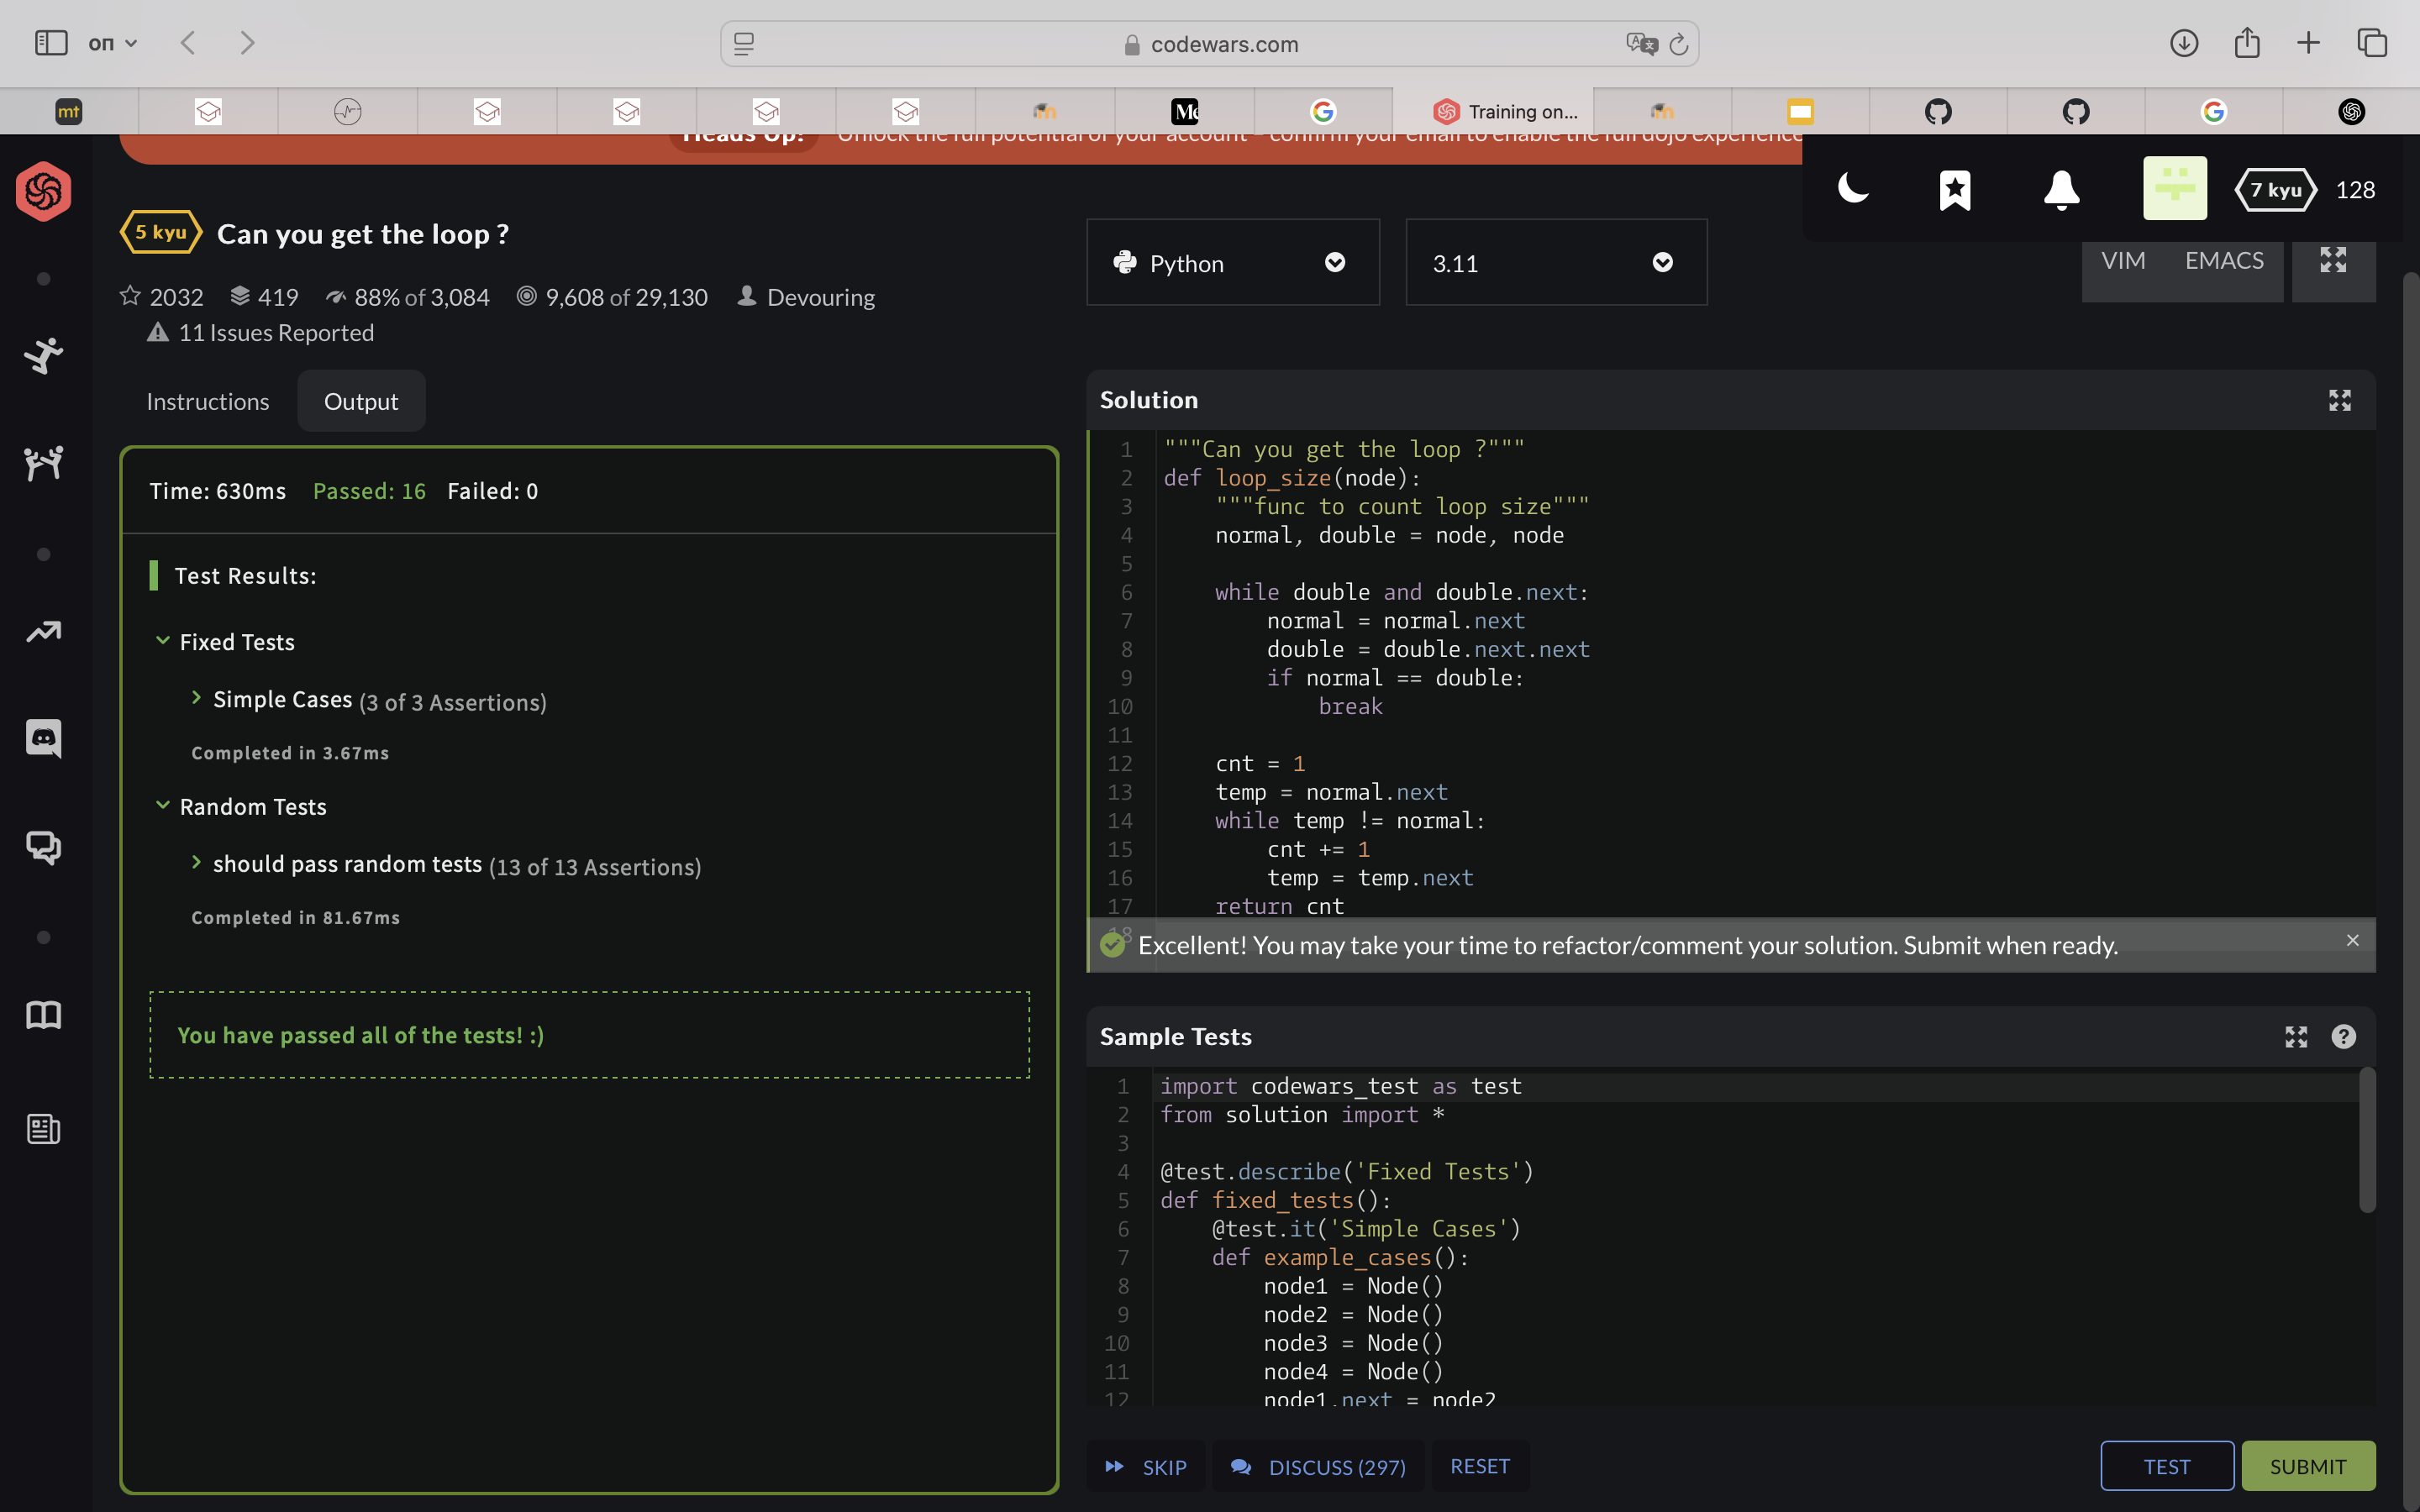 оп
codewars.com
mt
Training on...
Heads Up! Unlock the full potential of your account - confirm your email to enable the full dojo experience
7 kyu 128
5 kyu Can you get the loop ?
2032 419 88% of 3,084 9,608 of 29,130 Devouring
11 Issues Reported
Python
3.11
VIM EMACS
Instructions Output
Time: 630ms Passed: 16 Failed: 0
Test Results:
Fixed Tests
Simple Cases (3 of 3 Assertions)
Completed in 3.67ms
Random Tests
should pass random tests (13 of 13 Assertions)
Completed in 81.67ms
You have passed all of the tests! :)
Solution
1 """Can you get the loop ?"""
2 def loop_size(node):
3     """func to count loop size"""
4     normal, double = node, node
5
6     while double and double.next:
7         normal = normal.next
8         double = double.next.next
9         if normal == double:
10             break
11
12     cnt = 1
13     temp = normal.next
14     while temp != normal:
15         cnt += 1
16         temp = temp.next
17     return cnt
18
Excellent! You may take your time to refactor/comment your solution. Submit when ready.
Sample Tests
1 import codewars_test as test
2 from solution import *
3
4 @test.describe('Fixed Tests')
5 def fixed_tests():
6     @test.it('Simple Cases')
7     def example_cases():
8         node1 = Node()
9         node2 = Node()
10         node3 = Node()
11         node4 = Node()
12         node1.next = node2
SKIP DISCUSS (297) RESET
TEST SUBMIT